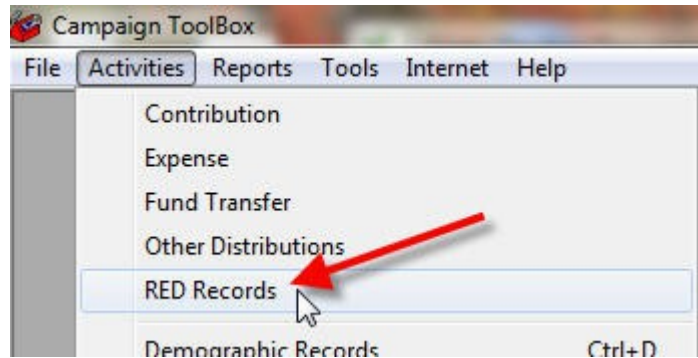 Campaign ToolBox
File Activities Reports Tools Internet Help
Contribution
Expense
Fund Transfer
Other Distributions
RED Records
Demographic Records Ctrl+D